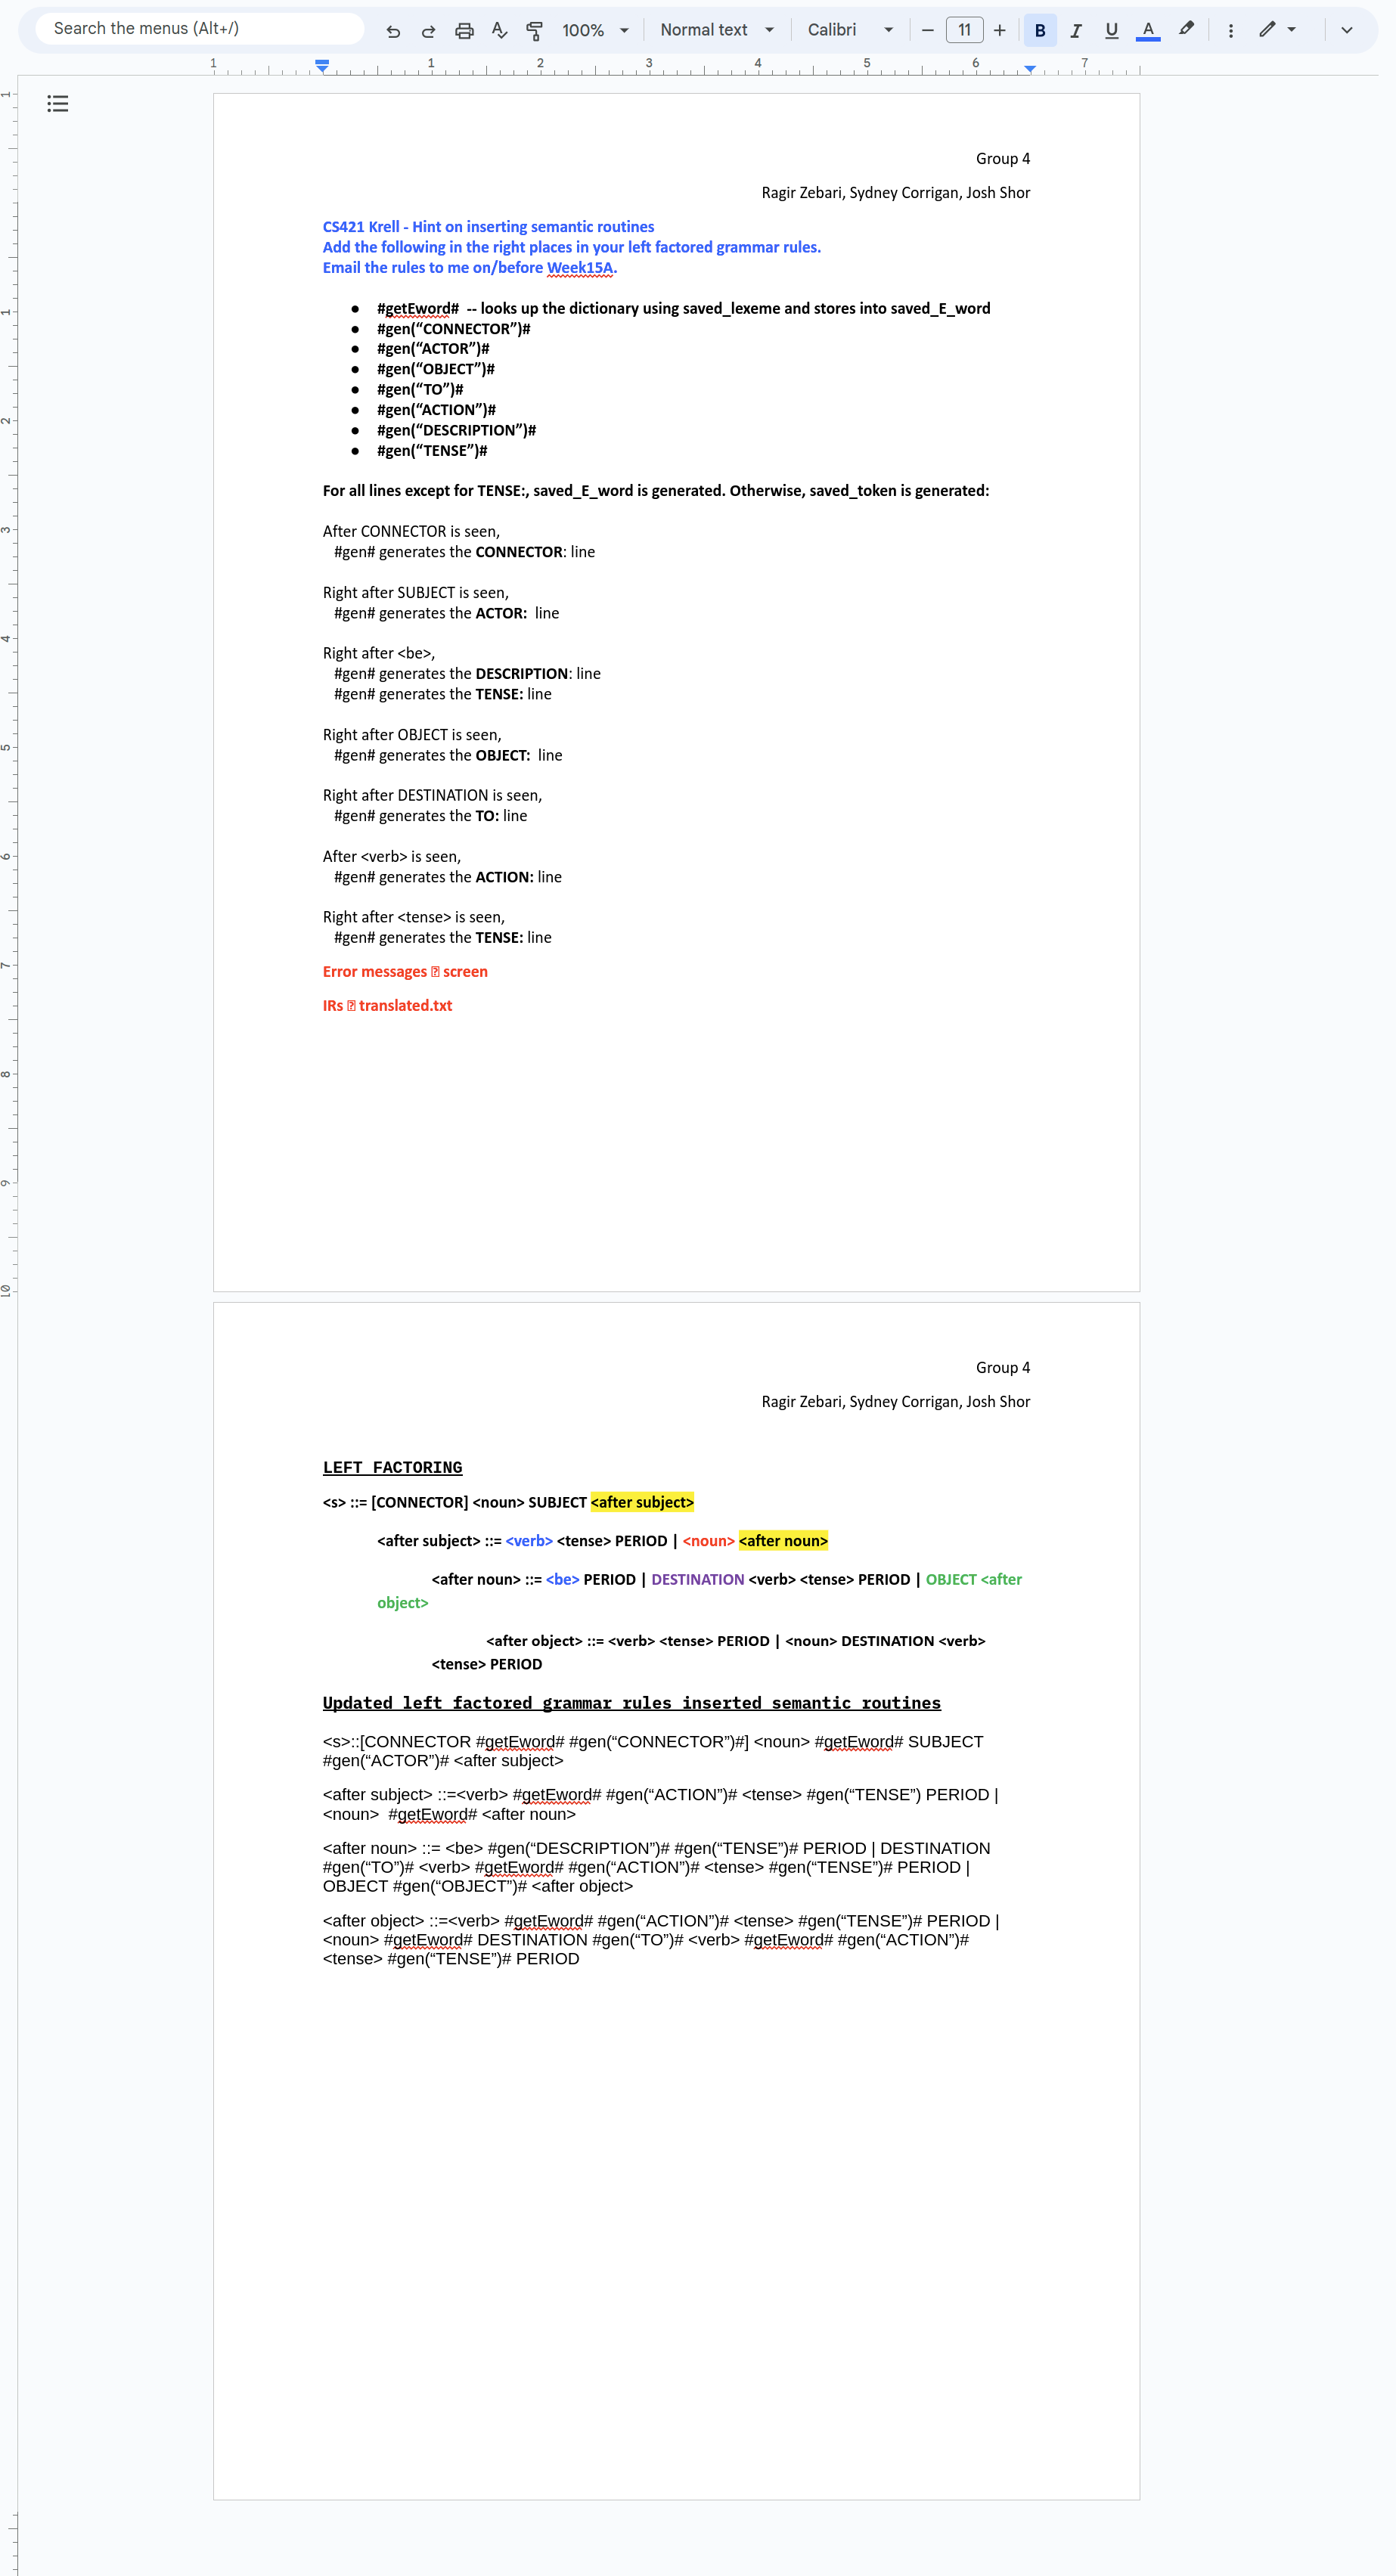 Search the menus (Alt+/)
100%
Normal text
Calibri
11
B I U A
1 1 2 3 4 5 6 7
1
1
2
3
4
5
6
7
8
9
10
Group 4
Ragir Zebari, Sydney Corrigan, Josh Shor
CS421 Krell - Hint on inserting semantic routines
Add the following in the right places in your left factored grammar rules.
Email the rules to me on/before Week15A.
● #getEword#  -- looks up the dictionary using saved_lexeme and stores into saved_E_word
● #gen(“CONNECTOR”)#
● #gen(“ACTOR”)#
● #gen(“OBJECT”)#
● #gen(“TO”)#
● #gen(“ACTION”)#
● #gen(“DESCRIPTION”)#
● #gen(“TENSE”)#
For all lines except for TENSE:, saved_E_word is generated. Otherwise, saved_token is generated:
After CONNECTOR is seen,
#gen# generates the CONNECTOR: line
Right after SUBJECT is seen,
#gen# generates the ACTOR:  line
Right after <be>,
#gen# generates the DESCRIPTION: line
#gen# generates the TENSE: line
Right after OBJECT is seen,
#gen# generates the OBJECT:  line
Right after DESTINATION is seen,
#gen# generates the TO: line
After <verb> is seen,
#gen# generates the ACTION: line
Right after <tense> is seen,
#gen# generates the TENSE: line
Error messages  screen
IRs  translated.txt
Group 4
Ragir Zebari, Sydney Corrigan, Josh Shor
LEFT FACTORING
<s> ::= [CONNECTOR] <noun> SUBJECT <after subject>
<after subject> ::= <verb> <tense> PERIOD | <noun> <after noun>
<after noun> ::= <be> PERIOD | DESTINATION <verb> <tense> PERIOD | OBJECT <after
object>
<after object> ::= <verb> <tense> PERIOD | <noun> DESTINATION <verb>
<tense> PERIOD
Updated left factored grammar rules inserted semantic routines
<s>::[CONNECTOR #getEword# #gen(“CONNECTOR”)#] <noun> #getEword# SUBJECT
#gen(“ACTOR”)# <after subject>
<after subject> ::=<verb> #getEword# #gen(“ACTION”)# <tense> #gen(“TENSE”) PERIOD |
<noun>  #getEword# <after noun>
<after noun> ::= <be> #gen(“DESCRIPTION”)# #gen(“TENSE”)# PERIOD | DESTINATION
#gen(“TO”)# <verb> #getEword# #gen(“ACTION”)# <tense> #gen(“TENSE”)# PERIOD |
OBJECT #gen(“OBJECT”)# <after object>
<after object> ::=<verb> #getEword# #gen(“ACTION”)# <tense> #gen(“TENSE”)# PERIOD |
<noun> #getEword# DESTINATION #gen(“TO”)# <verb> #getEword# #gen(“ACTION”)#
<tense> #gen(“TENSE”)# PERIOD